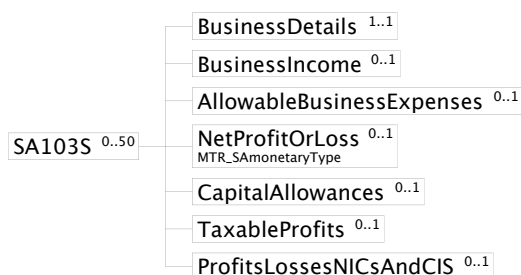 BusinessDetails 1..1
BusinessIncome 0..1
AllowableBusinessExpenses 0..1
SA103S 0..50
NetProfitOrLoss 0..1
MTR_SAmonetaryType
CapitalAllowances 0..1
TaxableProfits 0..1
ProfitsLossesNICsAndCIS 0..1